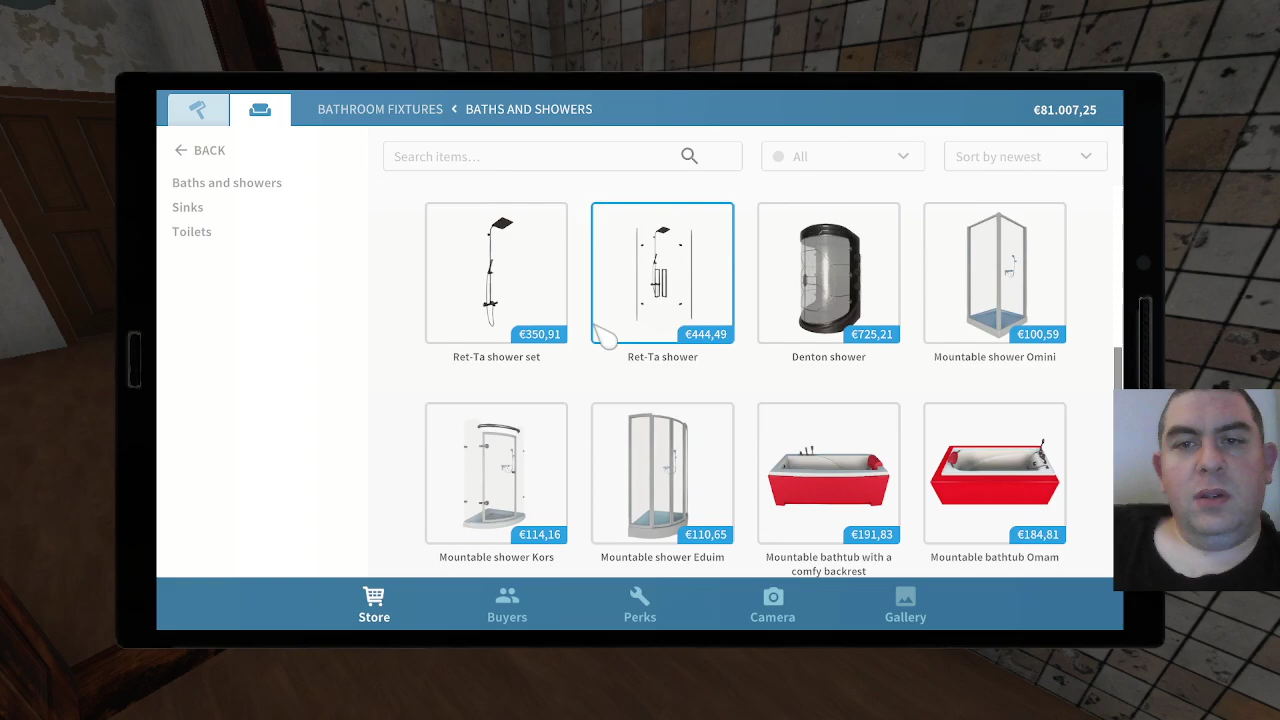 BATHROOM FIXTURES < BATHS AND SHOWERS
€81.007,25
BACK
Baths and showers
Sinks
Toilets
Search items...
All
Sort by newest
€350,91
Ret-Ta shower set
€444,49
Ret-Ta shower
€725,21
Denton shower
€100,59
Mountable shower Omini
€114,16
Mountable shower Kors
€110,65
Mountable shower Eduim
€191,83
Mountable bathtub with a
comfy backrest
€184,81
Mountable bathtub Omam
Store
Buyers
Perks
Camera
Gallery